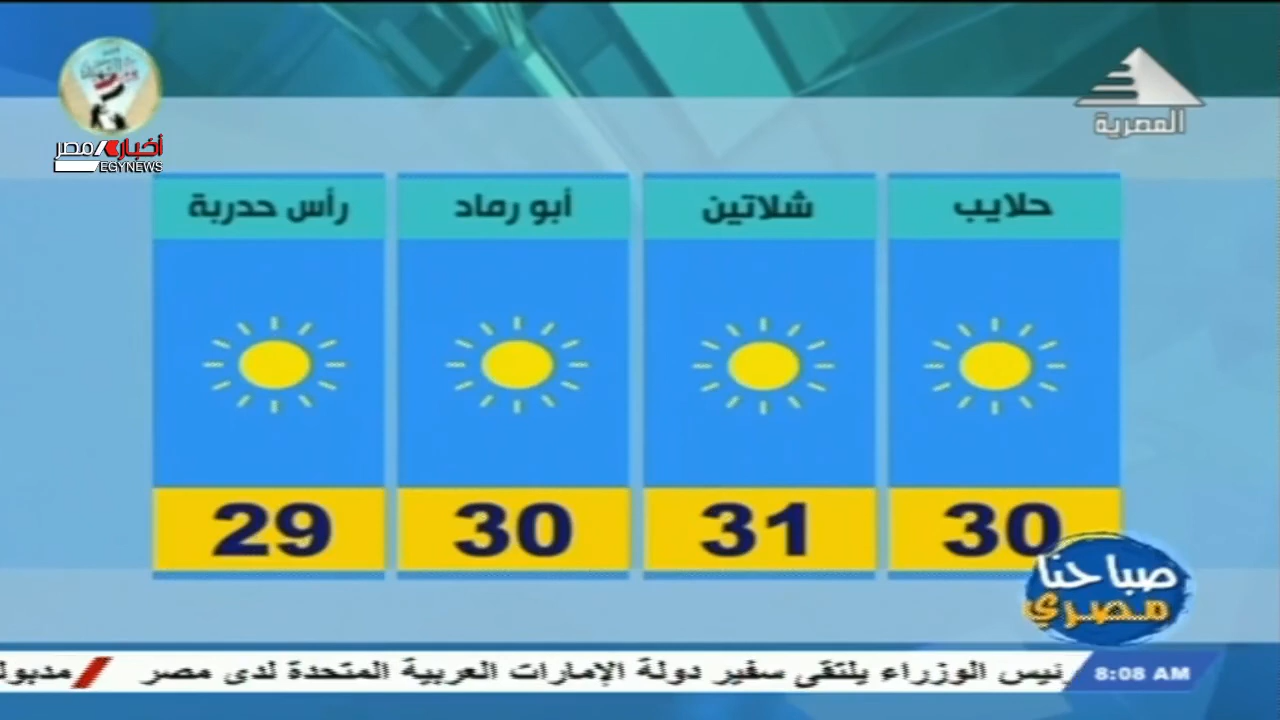 المصرية
أخبار مصر
EGYNEWS
حلايب
شلاتين
أبو رماد
رأس حدربة
30
31
30
29
صباحنا
مصري
8:08 AM
رئيس الوزراء يلتقي سفير دولة الإمارات العربية المتحدة لدى مصر